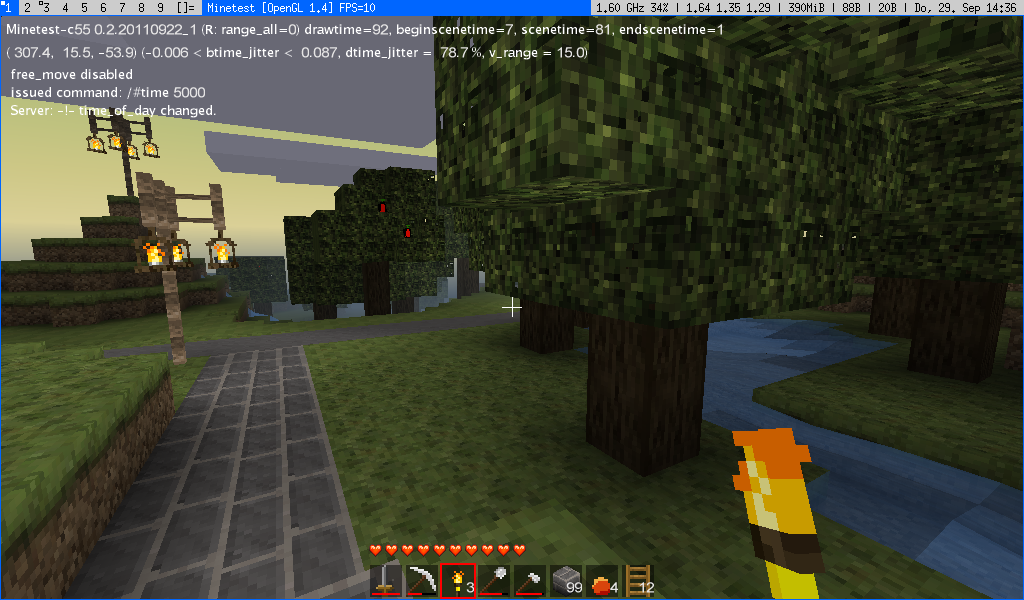 1 2 3 4 5 6 7 8 9 []= Minetest [OpenGL 1.4] FPS=10 1.60 GHz 34% | 1.64 1.35 1.29 | 390MiB | 88B | 20B | Do, 29. Sep 14:36
Minetest-c55 0.2.20110922_1 (R: range_all=0) drawtime=92, beginscenetime=7, scenetime=81, endscenetime=1
( 307.4, 15.5, -53.9) (-0.006 < btime_jitter < 0.087, dtime_jitter = 78.7%, v_range = 15.0)
free_move disabled
issued command: /#time 5000
Server: -!- time_of_day changed.
3 99 4 12